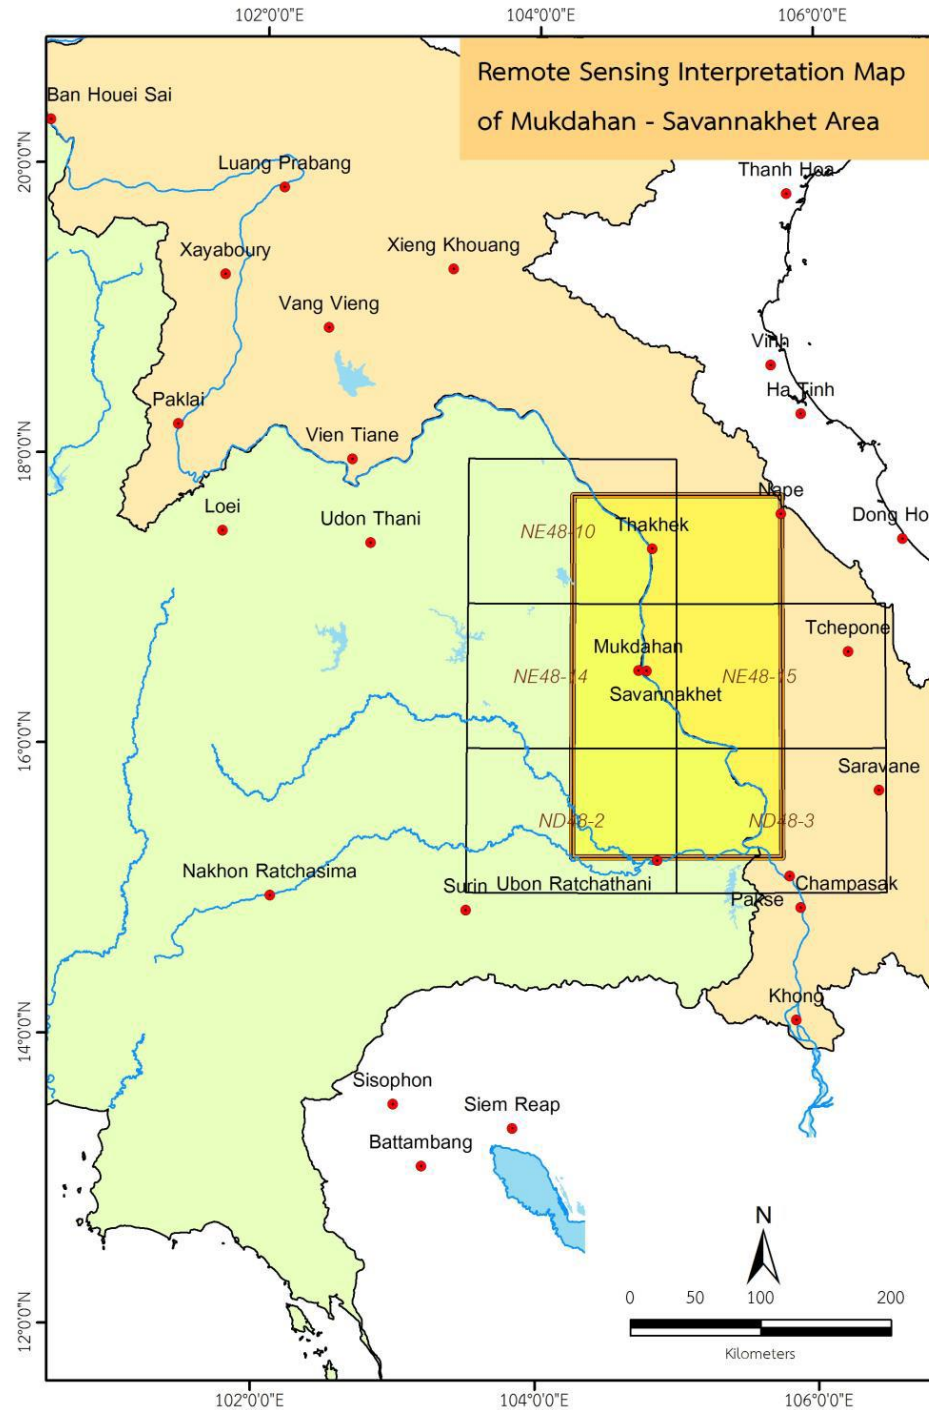 102°0'0"E
104°0'0"E
106°0'0"E
Remote Sensing Interpretation Map
of Mukdahan - Savannakhet Area
Ban Houei Sai
20°0'0"N
Luang Prabang
Thanh Hoa
Xayaboury
Xieng Khouang
Vang Vieng
Vinh
Ha Tinh
Paklai
18°0'0"N
Vien Tiane
Loei
Udon Thani
Nape
Dong Ho
Thakhek
NE48-10
Tchepone
Mukdahan
NE48-14
NE48-15
Savannakhet
16°0'0"N
Saravane
ND48-2
ND48-3
Nakhon Ratchasima
Surin
Ubon Ratchathani
Champasak
Pakse
14°0'0"N
Khong
Sisophon
Siem Reap
Battambang
N
12°0'0"N
0 50 100 200
Kilometers
102°0'0"E
104°0'0"E
106°0'0"E